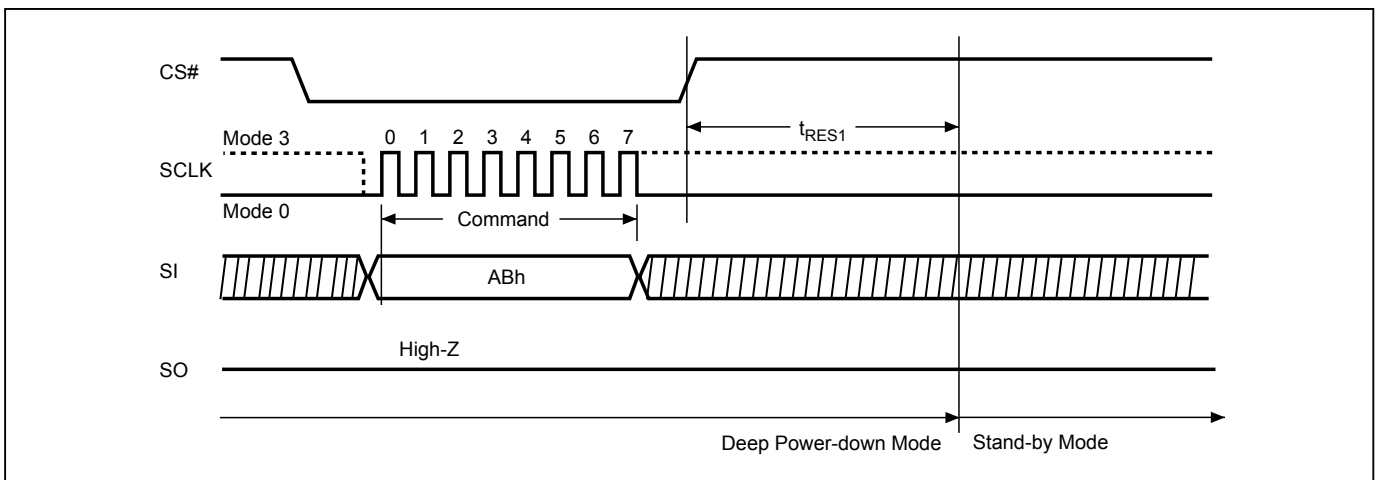 CS#
tRES1
Mode 3
0 1 2 3 4 5 6 7
SCLK
Mode 0
Command
SI
ABh
High-Z
SO
Deep Power-down Mode
Stand-by Mode